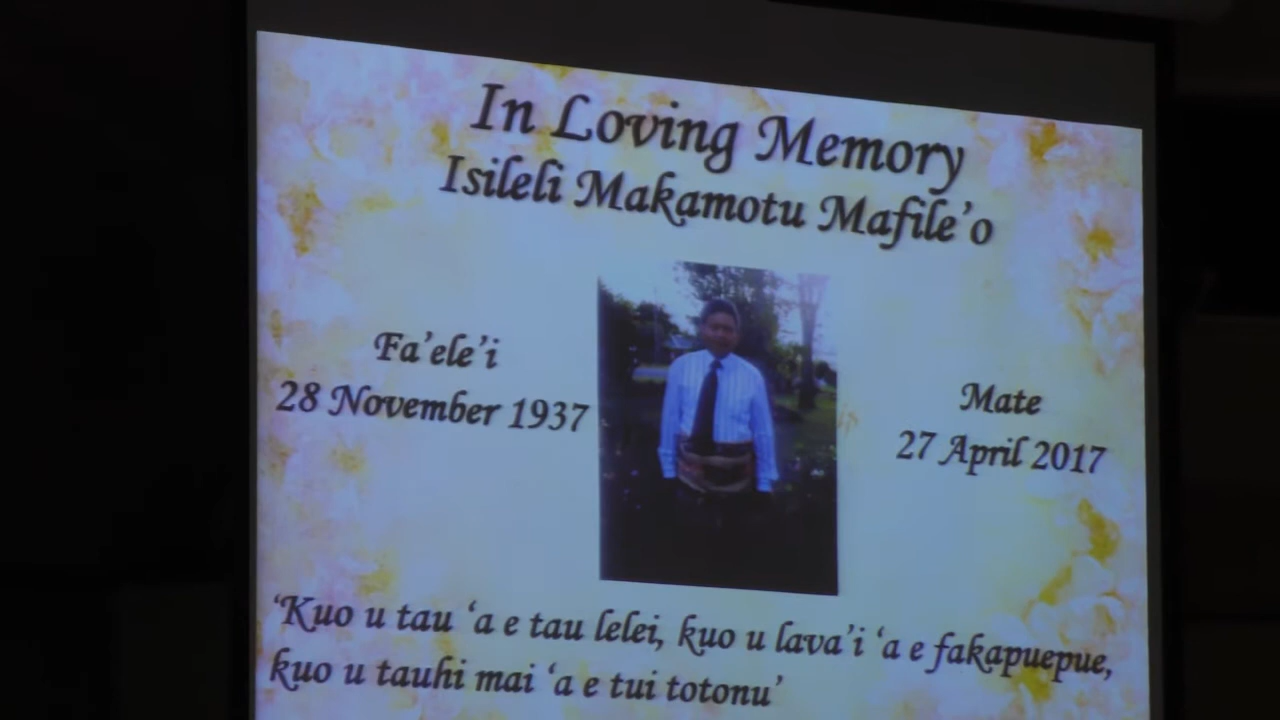 In Loving Memory
Isileli Makamotu Mafile’o
Fa’ele’i
28 November 1937
Mate
27 April 2017
‘Kuo u tau ‘a e tau lelei, kuo u lava’i ‘a e fakapuepue,
kuo u tauhi mai ‘a e tui totonu’